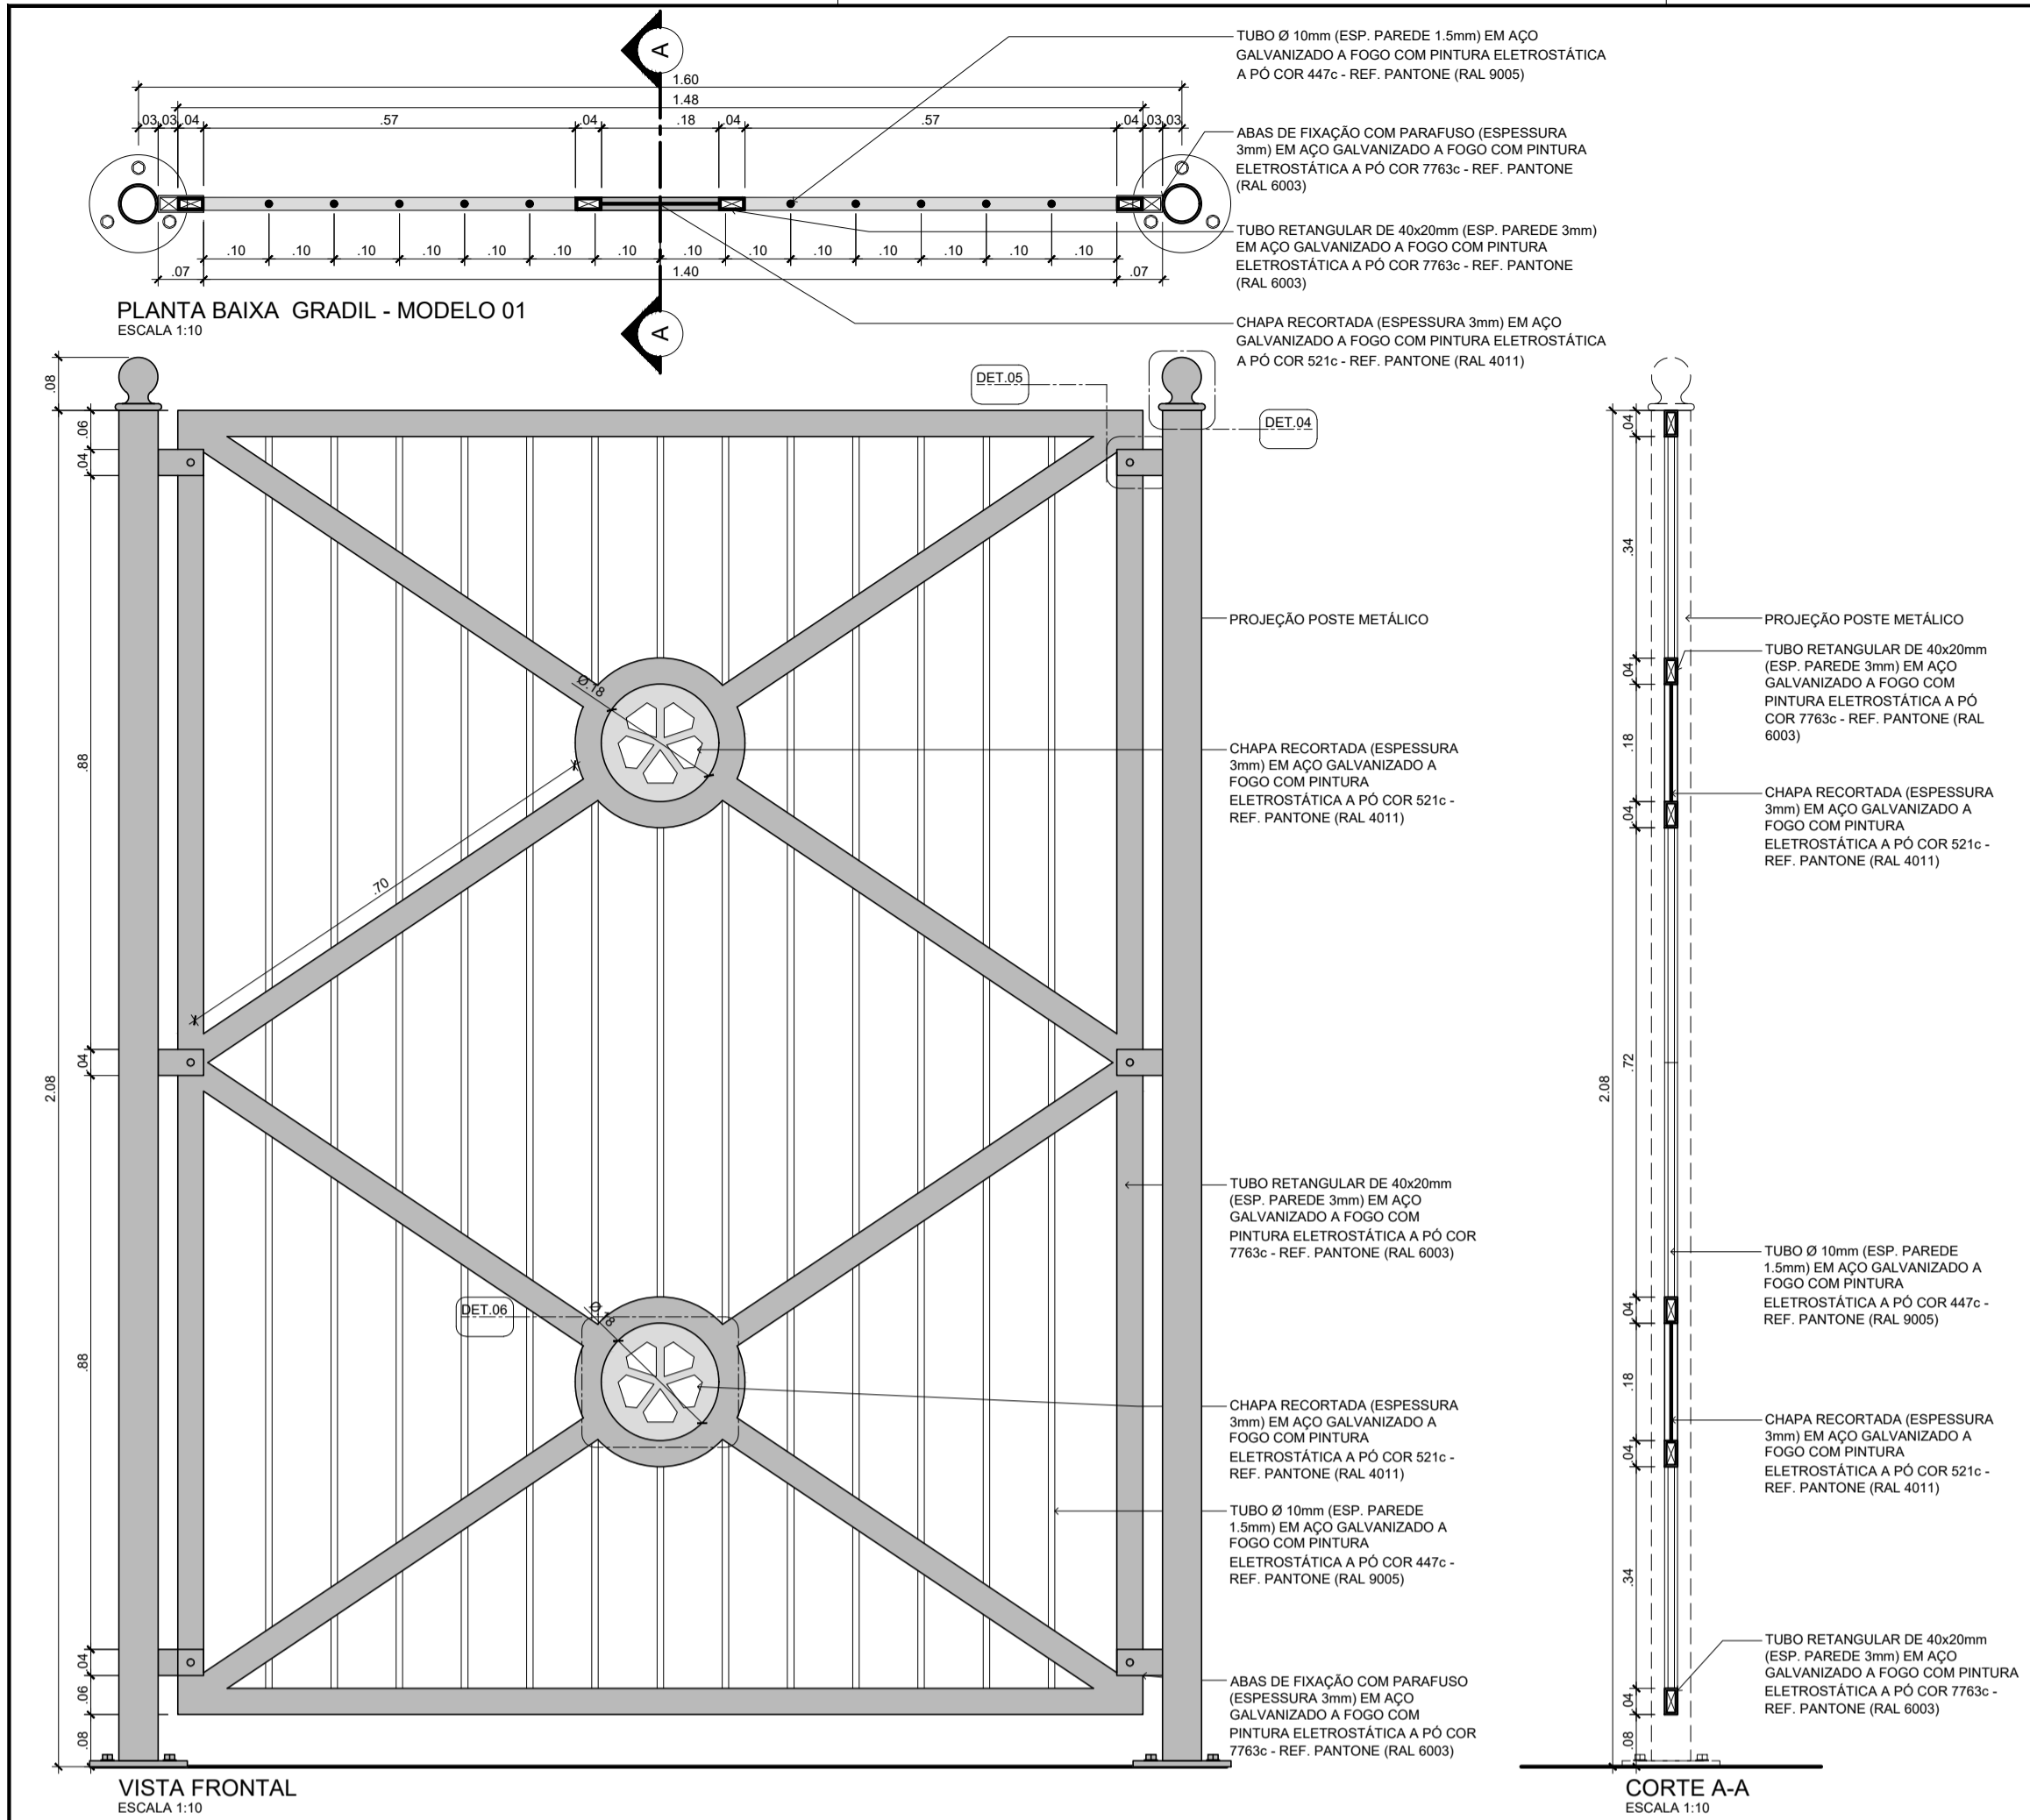 TUBO Ø 10mm (ESP. PAREDE 1.5mm) EM AÇO
GALVANIZADO A FOGO COM PINTURA ELETROSTÁTICA
A PÓ COR 447c - REF. PANTONE (RAL 9005)
A
1.60
1.48
.03 .03 .04 .57 .04 .18 .04 .57 .04 .03 .03
ABAS DE FIXAÇÃO COM PARAFUSO (ESPESSURA
3mm) EM AÇO GALVANIZADO A FOGO COM PINTURA
ELETROSTÁTICA A PÓ COR 7763c - REF. PANTONE
(RAL 6003)
TUBO RETANGULAR DE 40x20mm (ESP. PAREDE 3mm)
EM AÇO GALVANIZADO A FOGO COM PINTURA
ELETROSTÁTICA A PÓ COR 7763c - REF. PANTONE
(RAL 6003)
.10 .10 .10 .10 .10 .10 .10 .10 .10 .10 .10 .10 .10 .10
.07 1.40 .07
A
PLANTA BAIXA GRADIL - MODELO 01
ESCALA 1:10
CHAPA RECORTADA (ESPESSURA 3mm) EM AÇO
GALVANIZADO A FOGO COM PINTURA ELETROSTÁTICA
A PÓ COR 521c - REF. PANTONE (RAL 4011)
DET.05
DET.04
.08
.06
.04
.88
.04
.88
.04
.06
.08
2.08
Ø.18
.70
DET.06
Ø.18
PROJEÇÃO POSTE METÁLICO
CHAPA RECORTADA (ESPESSURA
3mm) EM AÇO GALVANIZADO A
FOGO COM PINTURA
ELETROSTÁTICA A PÓ COR 521c -
REF. PANTONE (RAL 4011)
TUBO RETANGULAR DE 40x20mm
(ESP. PAREDE 3mm) EM AÇO
GALVANIZADO A FOGO COM
PINTURA ELETROSTÁTICA A PÓ COR
7763c - REF. PANTONE (RAL 6003)
CHAPA RECORTADA (ESPESSURA
3mm) EM AÇO GALVANIZADO A
FOGO COM PINTURA
ELETROSTÁTICA A PÓ COR 521c -
REF. PANTONE (RAL 4011)
TUBO Ø 10mm (ESP. PAREDE
1.5mm) EM AÇO GALVANIZADO A
FOGO COM PINTURA
ELETROSTÁTICA A PÓ COR 447c -
REF. PANTONE (RAL 9005)
ABAS DE FIXAÇÃO COM PARAFUSO
(ESPESSURA 3mm) EM AÇO
GALVANIZADO A FOGO COM
PINTURA ELETROSTÁTICA A PÓ COR
7763c - REF. PANTONE (RAL 6003)
VISTA FRONTAL
ESCALA 1:10
.04
.34
.04
.18
.04
.72
.04
.18
.04
.34
.04
.08
2.08
PROJEÇÃO POSTE METÁLICO
TUBO RETANGULAR DE 40x20mm
(ESP. PAREDE 3mm) EM AÇO
GALVANIZADO A FOGO COM
PINTURA ELETROSTÁTICA A PÓ
COR 7763c - REF. PANTONE (RAL
6003)
CHAPA RECORTADA (ESPESSURA
3mm) EM AÇO GALVANIZADO A
FOGO COM PINTURA
ELETROSTÁTICA A PÓ COR 521c -
REF. PANTONE (RAL 4011)
TUBO Ø 10mm (ESP. PAREDE
1.5mm) EM AÇO GALVANIZADO A
FOGO COM PINTURA
ELETROSTÁTICA A PÓ COR 447c -
REF. PANTONE (RAL 9005)
CHAPA RECORTADA (ESPESSURA
3mm) EM AÇO GALVANIZADO A
FOGO COM PINTURA
ELETROSTÁTICA A PÓ COR 521c -
REF. PANTONE (RAL 4011)
TUBO RETANGULAR DE 40x20mm
(ESP. PAREDE 3mm) EM AÇO
GALVANIZADO A FOGO COM PINTURA
ELETROSTÁTICA A PÓ COR 7763c -
REF. PANTONE (RAL 6003)
CORTE A-A
ESCALA 1:10